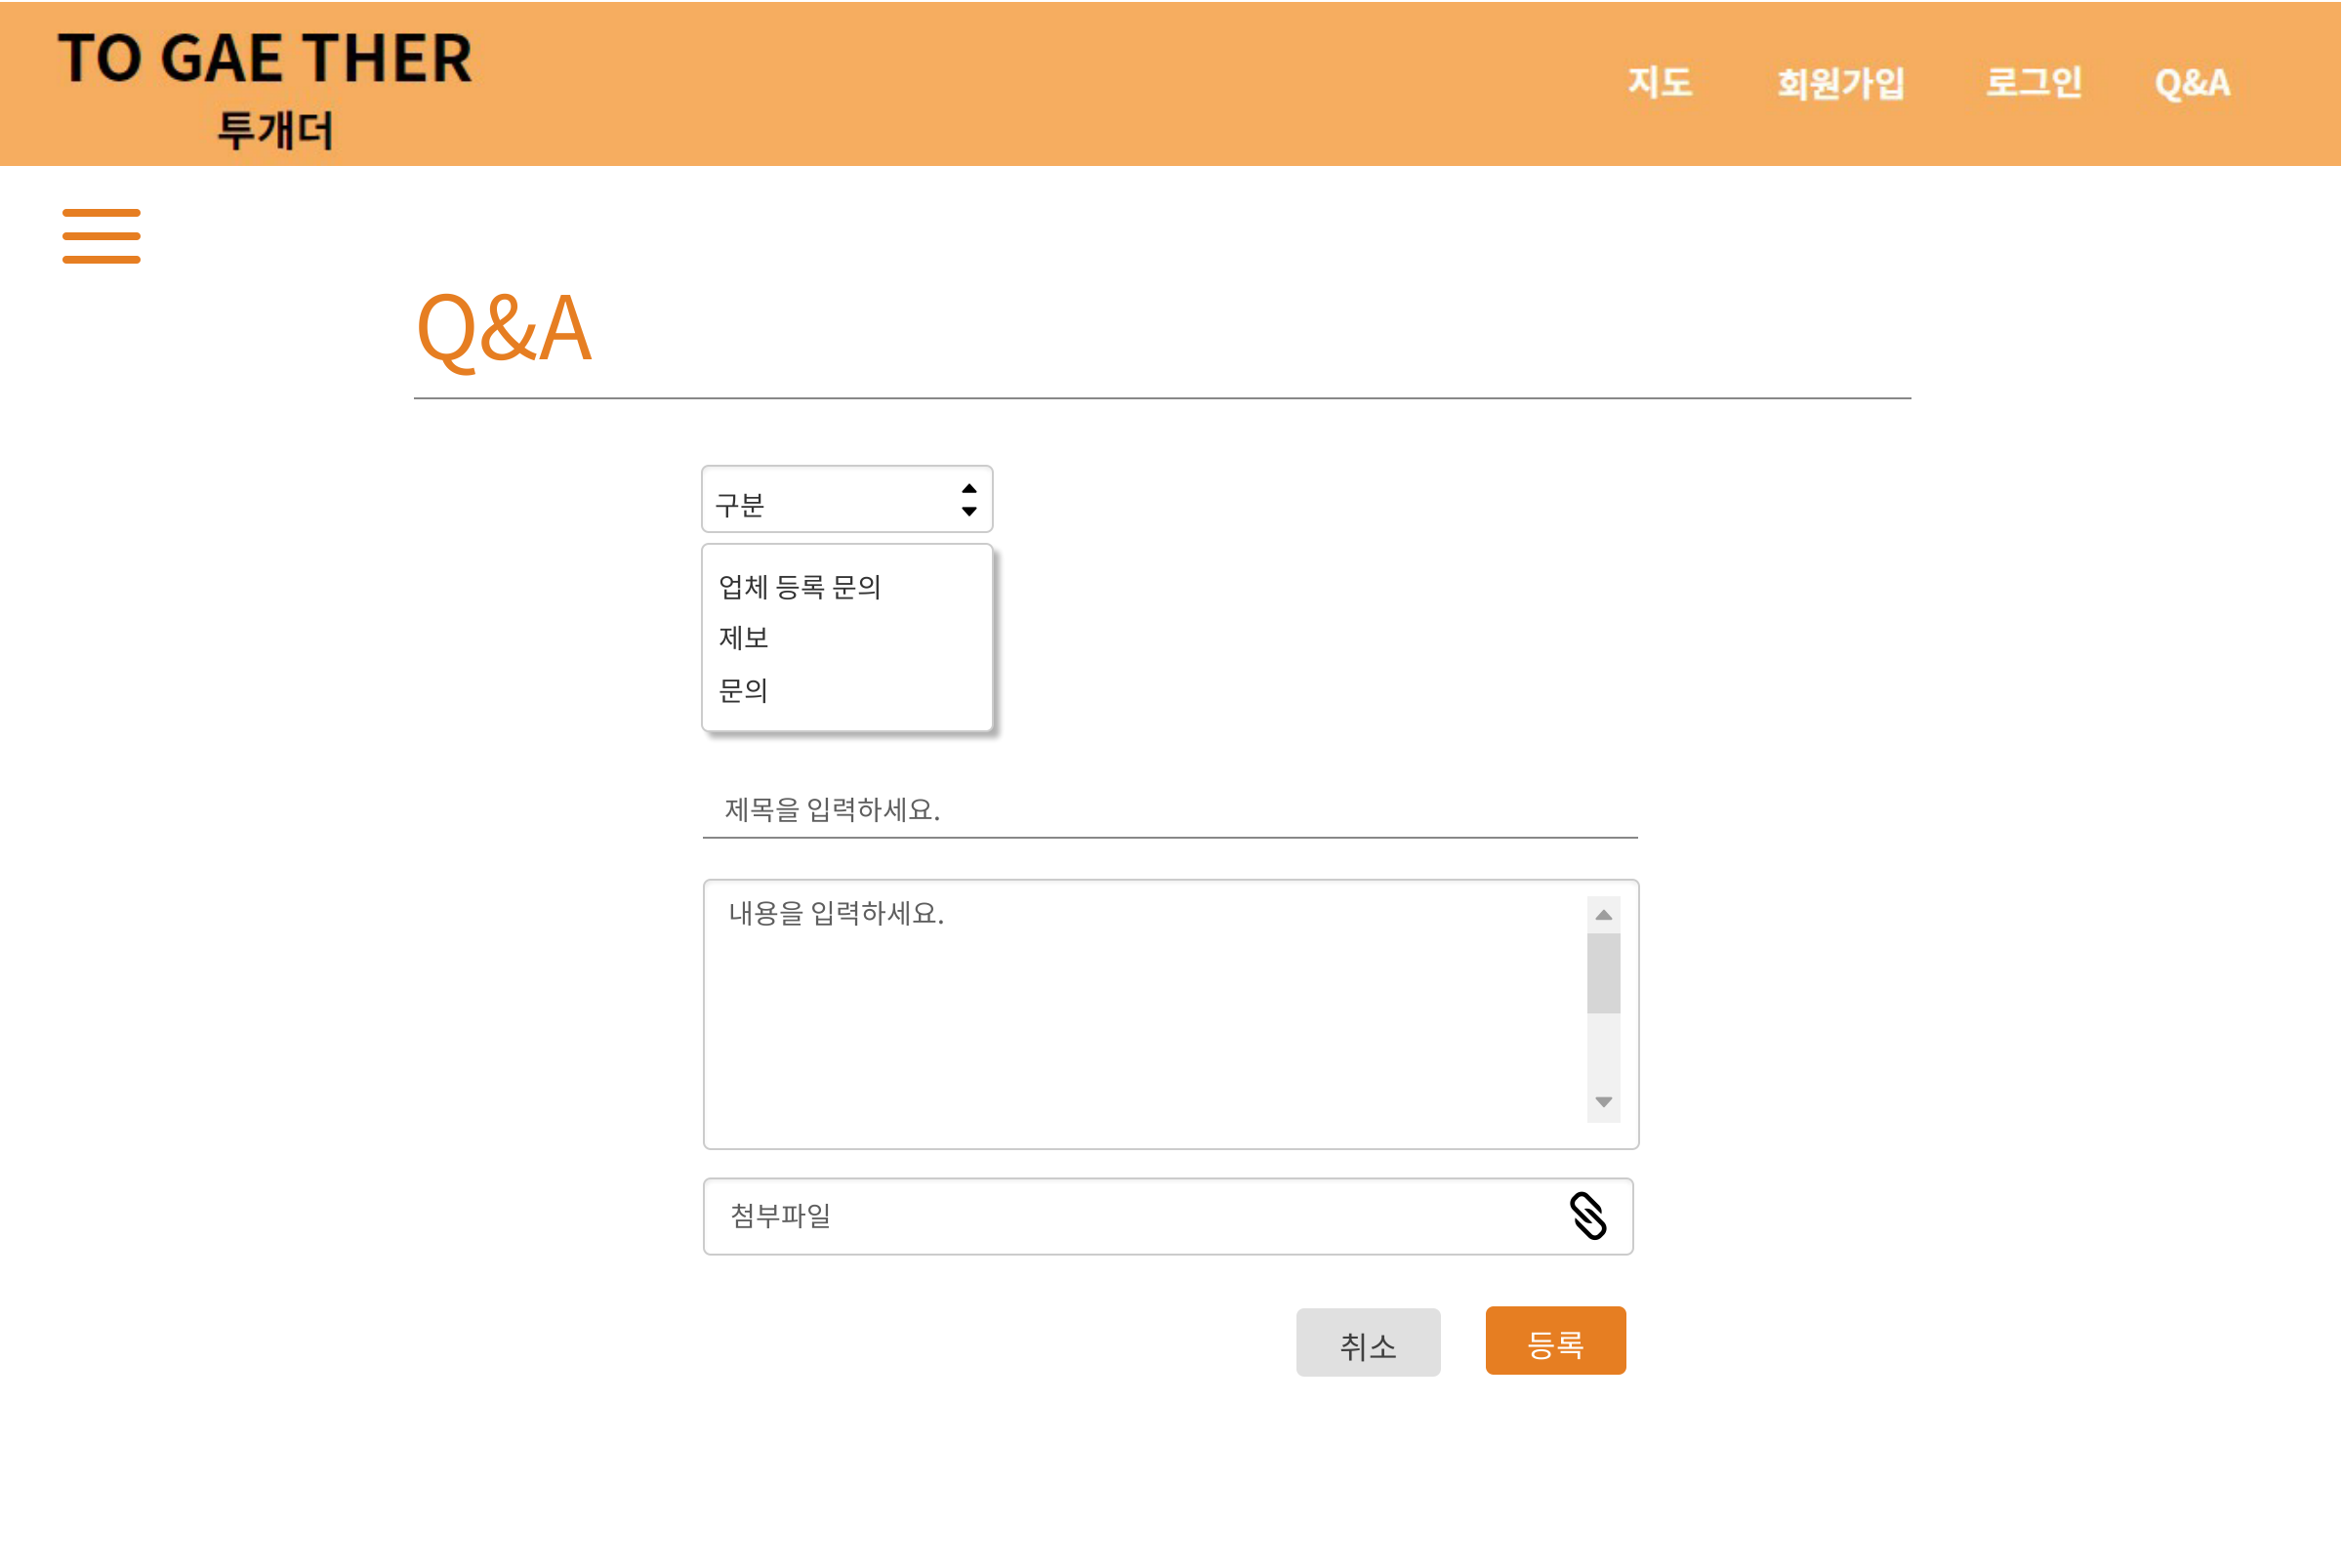 TO GAE THER
투개더
지도 회원가입 로그인 Q&A
Q&A
구분
업체 등록 문의
제보
문의
제목을 입력하세요.
내용을 입력하세요.
첨부파일
취소 등록